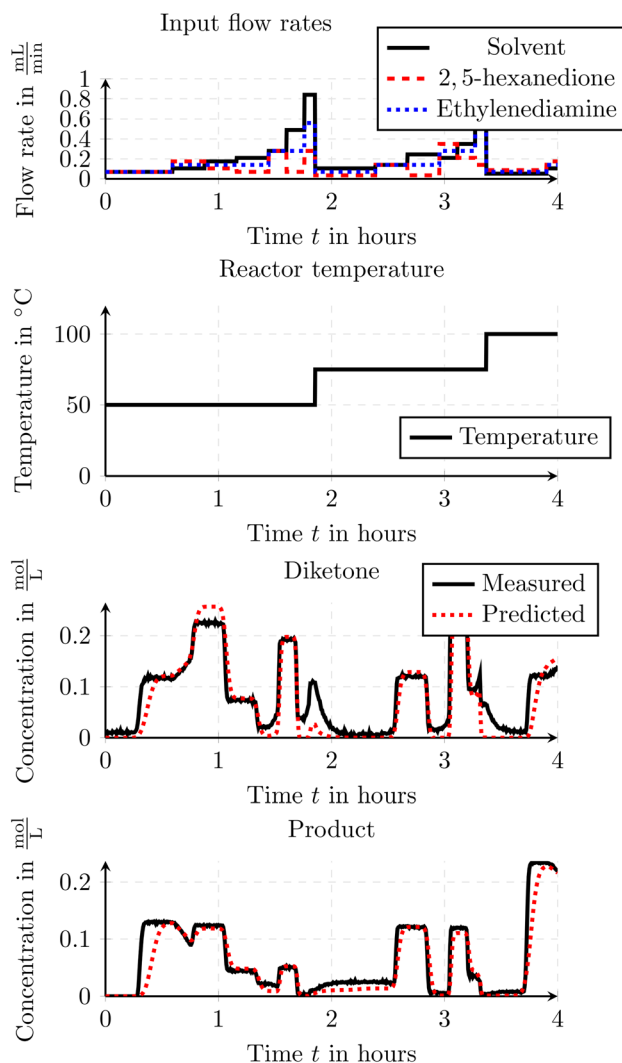 Input flow rates
Solvent
2, 5-hexanedione
Ethylenediamine
Flow rate in mL/min
1
0.8
0.6
0.4
0.2
0
0 1 2 3 4
Time t in hours
Reactor temperature
Temperature in °C
100
50
0
Temperature
0 1 2 3 4
Time t in hours
Diketone
Measured
Predicted
Concentration in mol/L
0.2
0.1
0
0 1 2 3 4
Time t in hours
Product
Concentration in mol/L
0.2
0.1
0
0 1 2 3 4
Time t in hours